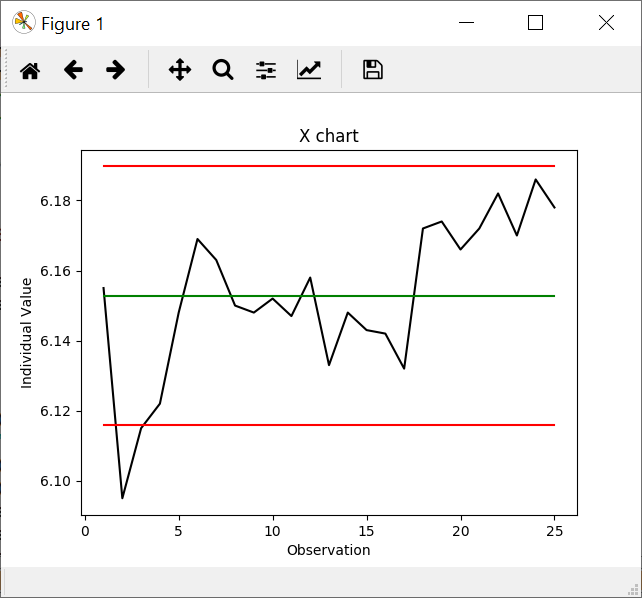 Figure 1
X chart
6.18
6.16
6.14
6.12
6.10
Individual Value
0 5 10 15 20 25
Observation